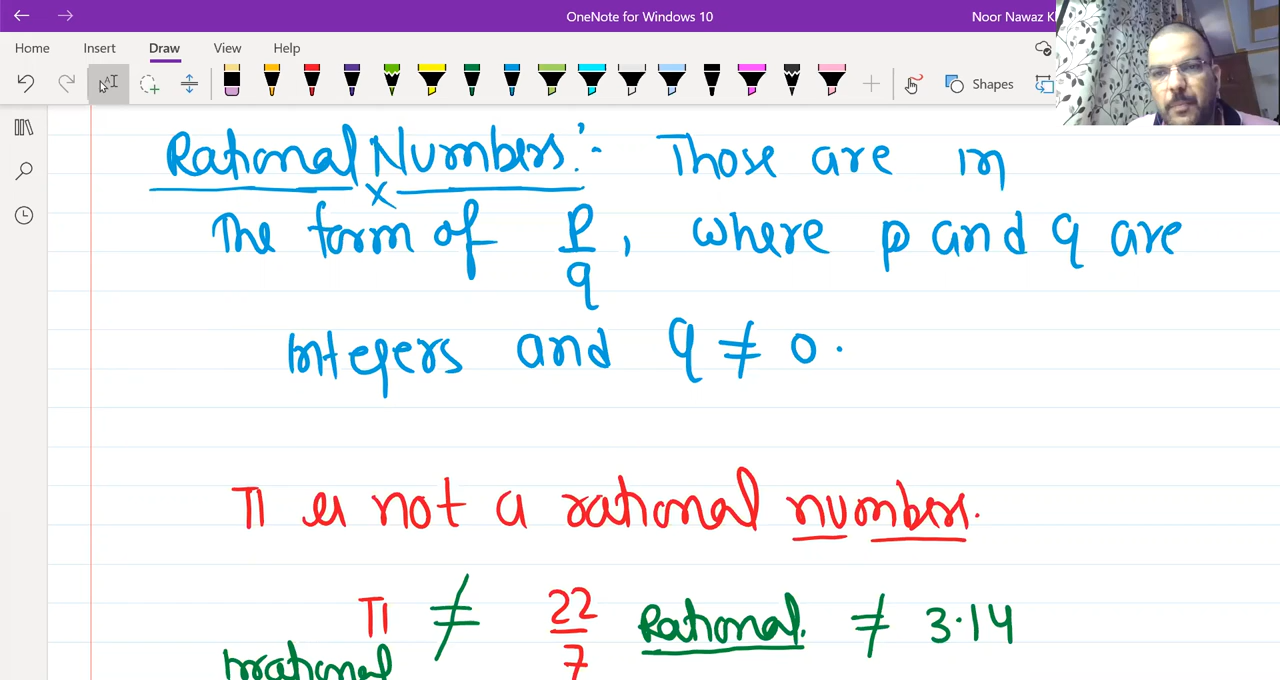 OneNote for Windows 10
Noor Nawaz K
Home Insert Draw View Help
Shapes
Rational Numbers :- Those are in
x
the form of p/q, where p and q are
integers and q ≠ 0.
π is not a rational number.
π ≠ 22/7 Rational. ≠ 3.14
Irrational